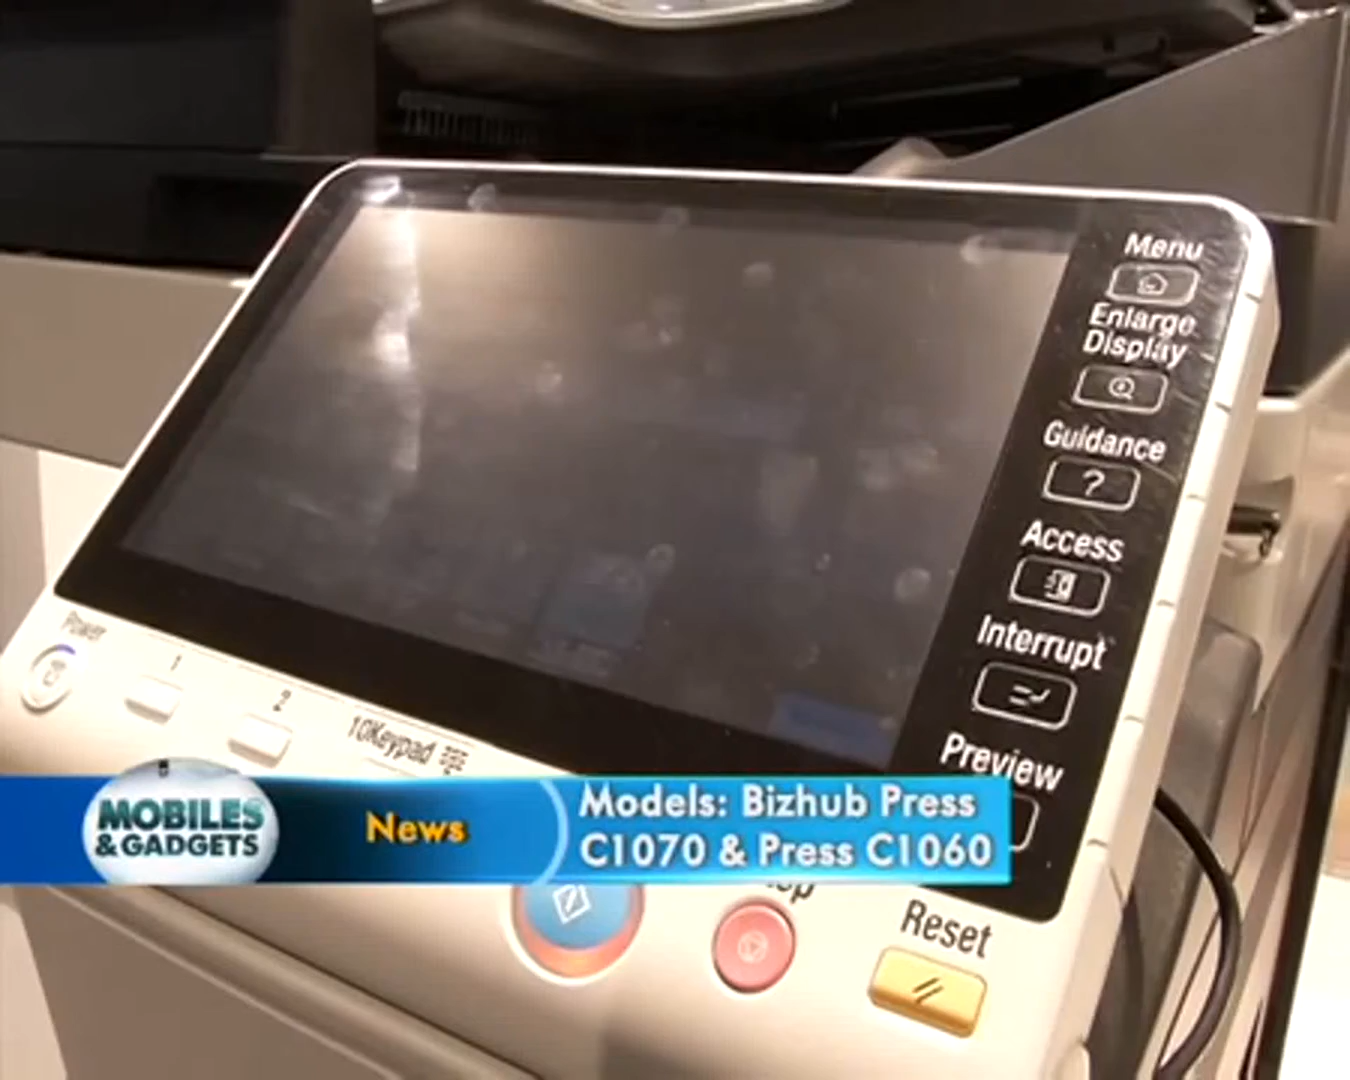 Menu
Enlarge
Display
Guidance
?
Access
Interrupt
Preview
Power
1
2
10Keypad
Reset
MOBILES
& GADGETS
News
Models: Bizhub Press
C1070 & Press C1060